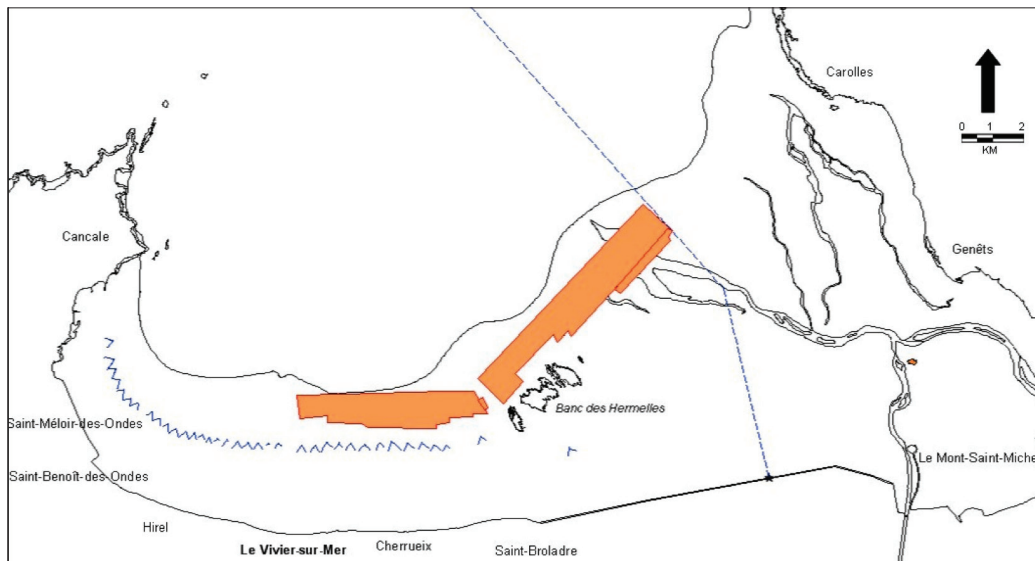 Carolles
0 1 2
KM
Cancale
Genêts
Banc des Hermelles
Saint-Méloir-des-Ondes
Le Mont-Saint-Miche
Saint-Benoît-des-Ondes
Hirel
Le Vivier-sur-Mer
Cherrueix
Saint-Broladre